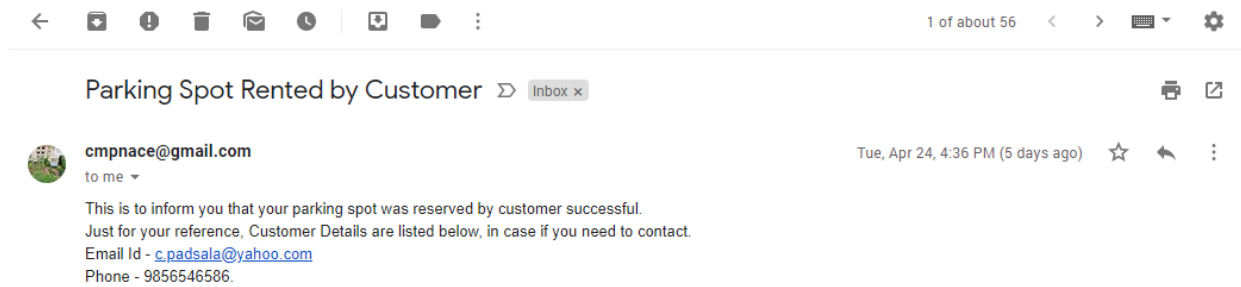 1 of about 56
Parking Spot Rented by Customer Inbox ×
cmpnace@gmail.com Tue, Apr 24, 4:36 PM (5 days ago)
to me
This is to inform you that your parking spot was reserved by customer successful.
Just for your reference, Customer Details are listed below, in case if you need to contact.
Email Id - c.padsala@yahoo.com
Phone - 9856546586.